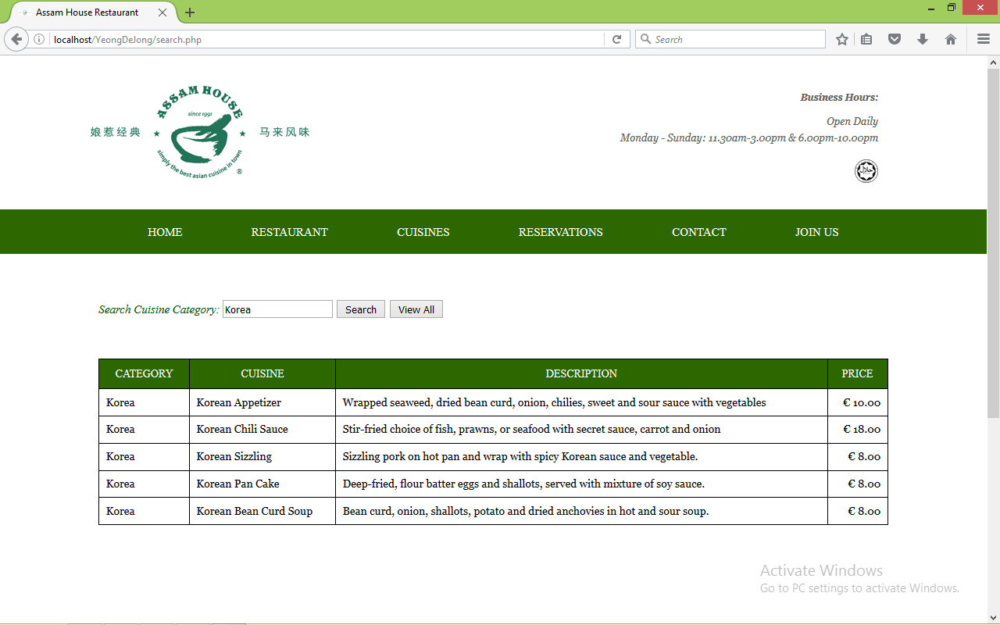 Assam House Restaurant
localhost/YeongDeJong/search.php
Search
ASSAM HOUSE
since 1991
娘惹经典
马来风味
simply the best asian cuisine in town
®
Business Hours:
Open Daily
Monday - Sunday: 11.30am-3.00pm & 6.00pm-10.00pm
حلال
HOME RESTAURANT CUISINES RESERVATIONS CONTACT JOIN US
Search Cuisine Category: Korea Search View All
CATEGORY CUISINE DESCRIPTION PRICE
Korea Korean Appetizer Wrapped seaweed, dried bean curd, onion, chilies, sweet and sour sauce with vegetables € 10.00
Korea Korean Chili Sauce Stir-fried choice of fish, prawns, or seafood with secret sauce, carrot and onion € 18.00
Korea Korean Sizzling Sizzling pork on hot pan and wrap with spicy Korean sauce and vegetable. € 8.00
Korea Korean Pan Cake Deep-fried, flour batter eggs and shallots, served with mixture of soy sauce. € 8.00
Korea Korean Bean Curd Soup Bean curd, onion, shallots, potato and dried anchovies in hot and sour soup. € 8.00
Activate Windows
Go to PC settings to activate Windows.